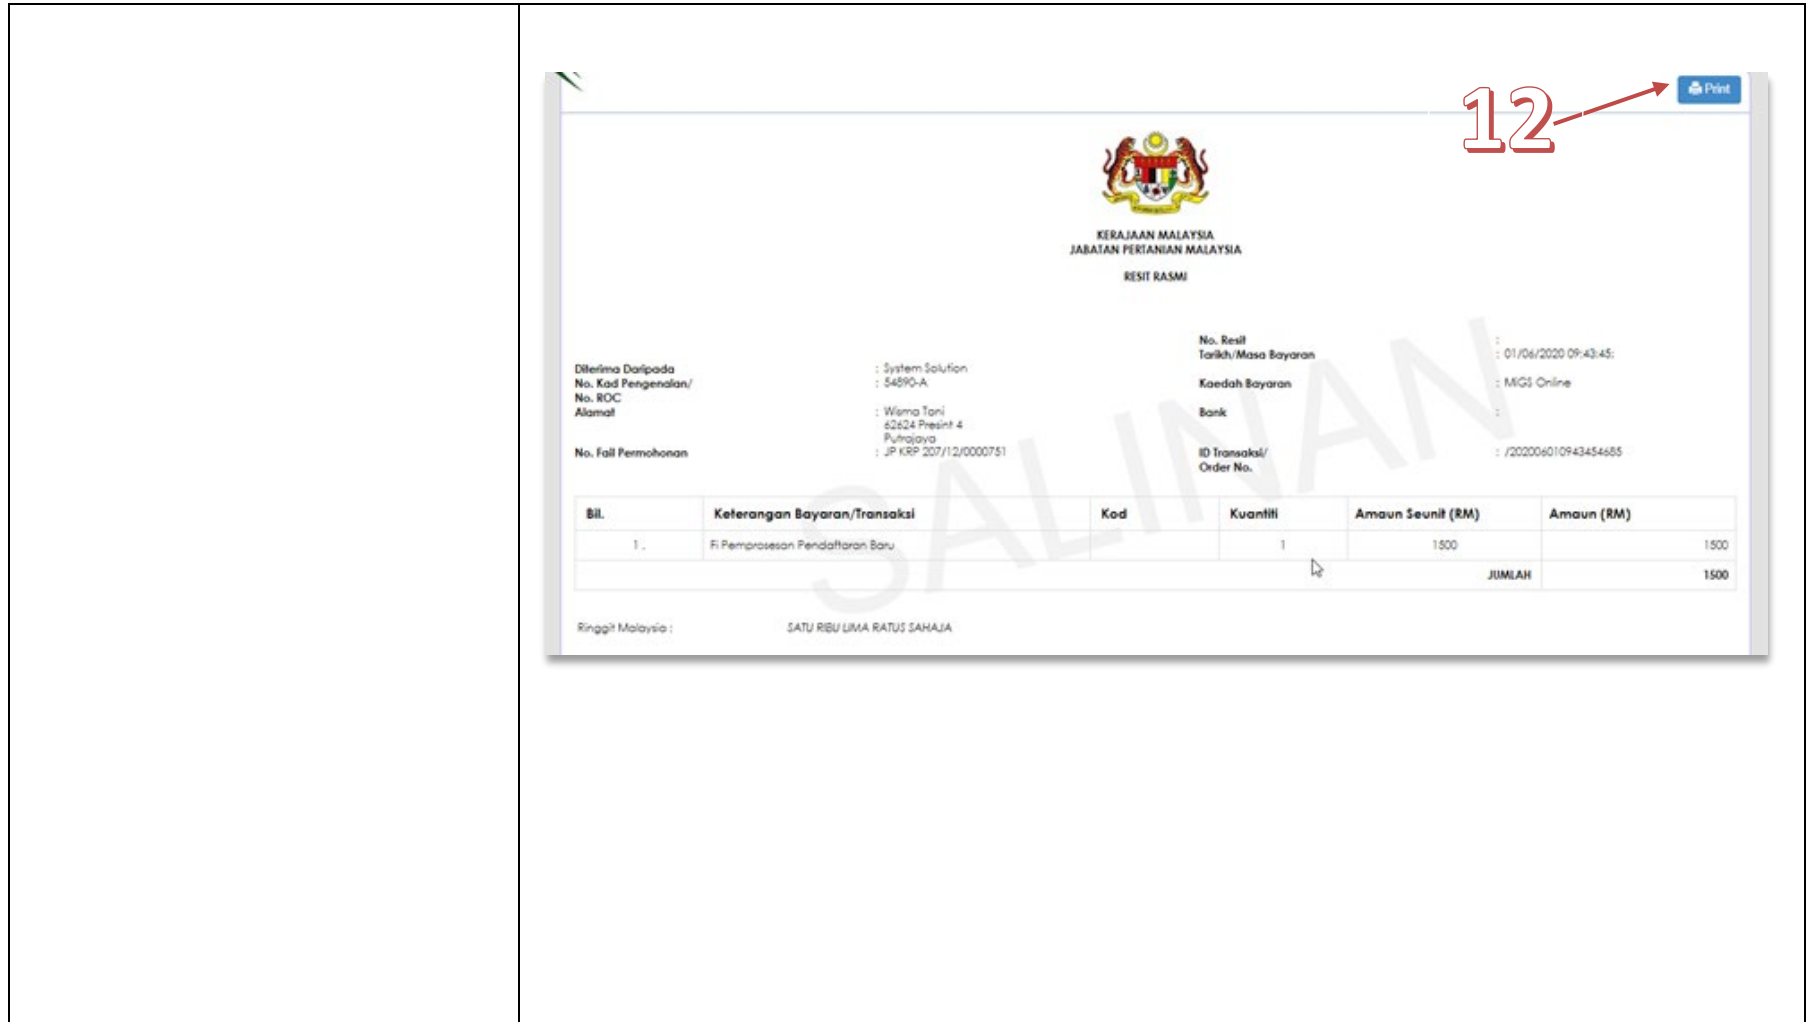 12
Print
KERAJAAN MALAYSIA
JABATAN PERTANIAN MALAYSIA
RESIT RASMI
No. Resit :
Tarikh/Masa Bayaran : 01/06/2020 09:43:45:
Diterima Daripada : System Solution
No. Kad Pengenalan/ : 54890-A
No. ROC
Kaedah Bayaran : MiGS Online
Alamat : Wisma Tani
62624 Presint 4
Putrajaya
Bank :
No. Fail Permohonan : JP KRP 207/12/0000751
ID Transaksi/ : /202006010943454685
Order No.
SALINAN
Bil. Keterangan Bayaran/Transaksi Kod Kuantiti Amaun Seunit (RM) Amaun (RM)
1. Fi Pemprosesan Pendaftaran Baru 1 1500 1500
JUMLAH 1500
Ringgit Malaysia : SATU RIBU LIMA RATUS SAHAJA